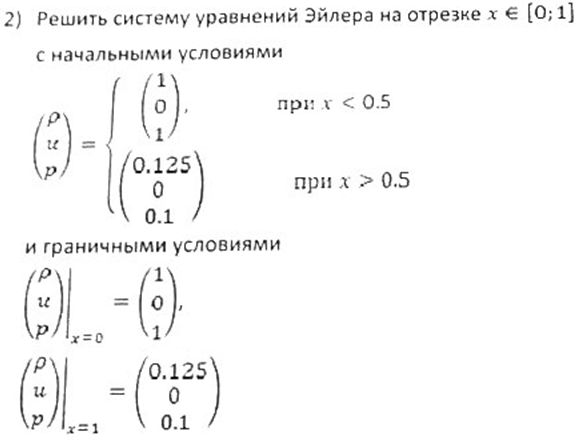 2) Решить систему уравнений Эйлера на отрезке x ∈ [0; 1]
с начальными условиями
(ρ u p) = { (1 0 1), при x < 0.5
(0.125 0 0.1) при x > 0.5
и граничными условиями
(ρ u p)|x=0 = (1 0 1),
(ρ u p)|x=1 = (0.125 0 0.1)